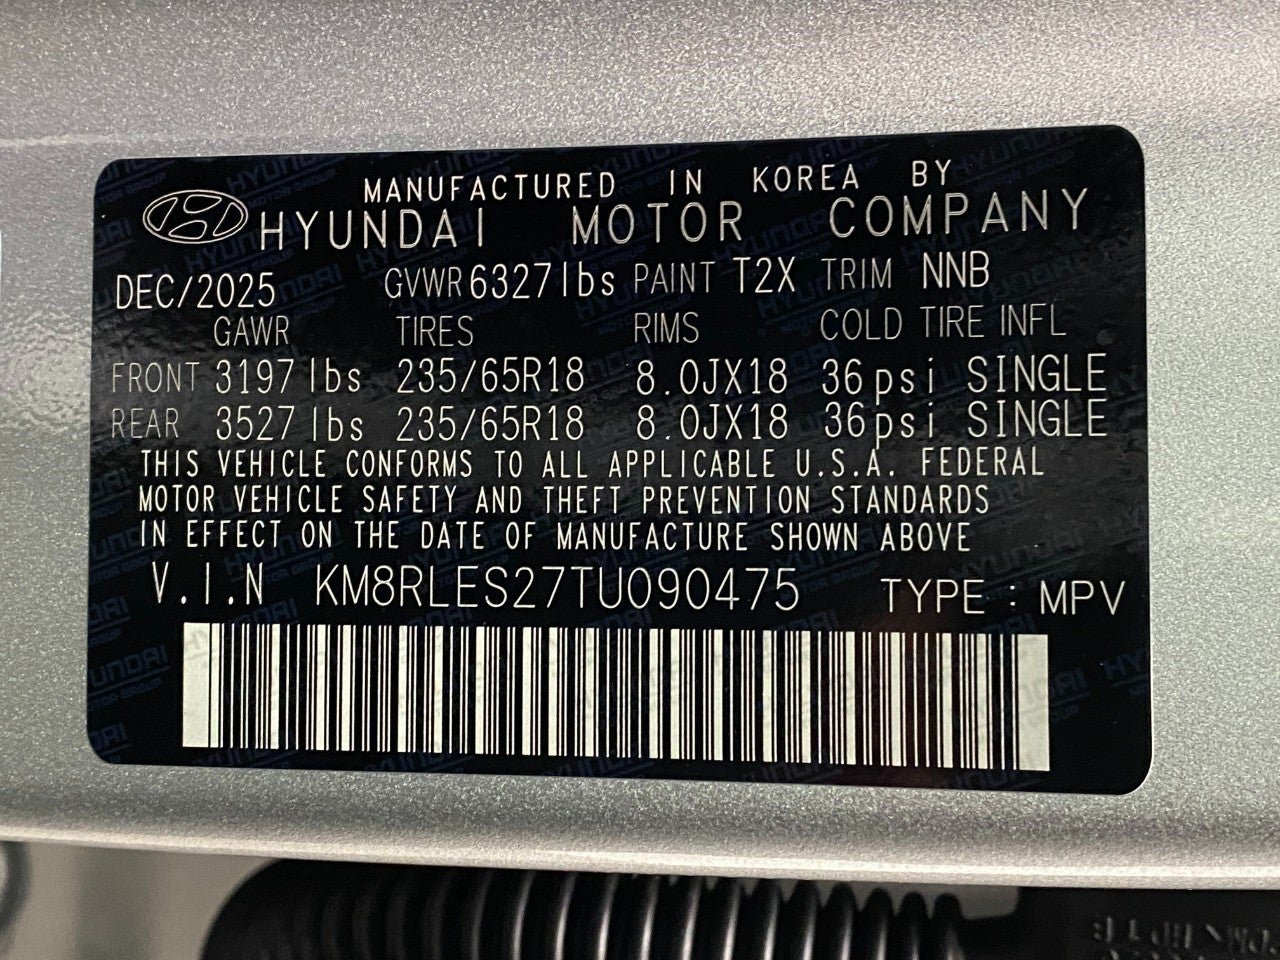 MANUFACTURED IN KOREA BY
HYUNDAI MOTOR COMPANY
DEC/2025 GVWR 6327lbs PAINT T2X TRIM NNB
GAWR TIRES RIMS COLD TIRE INFL
FRONT 3197lbs 235/65R18 8.0JX18 36psi SINGLE
REAR 3527lbs 235/65R18 8.0JX18 36psi SINGLE
THIS VEHICLE CONFORMS TO ALL APPLICABLE U.S.A. FEDERAL
MOTOR VEHICLE SAFETY AND THEFT PREVENTION STANDARDS
IN EFFECT ON THE DATE OF MANUFACTURE SHOWN ABOVE
V.I.N KM8RLES27TU090475 TYPE : MPV